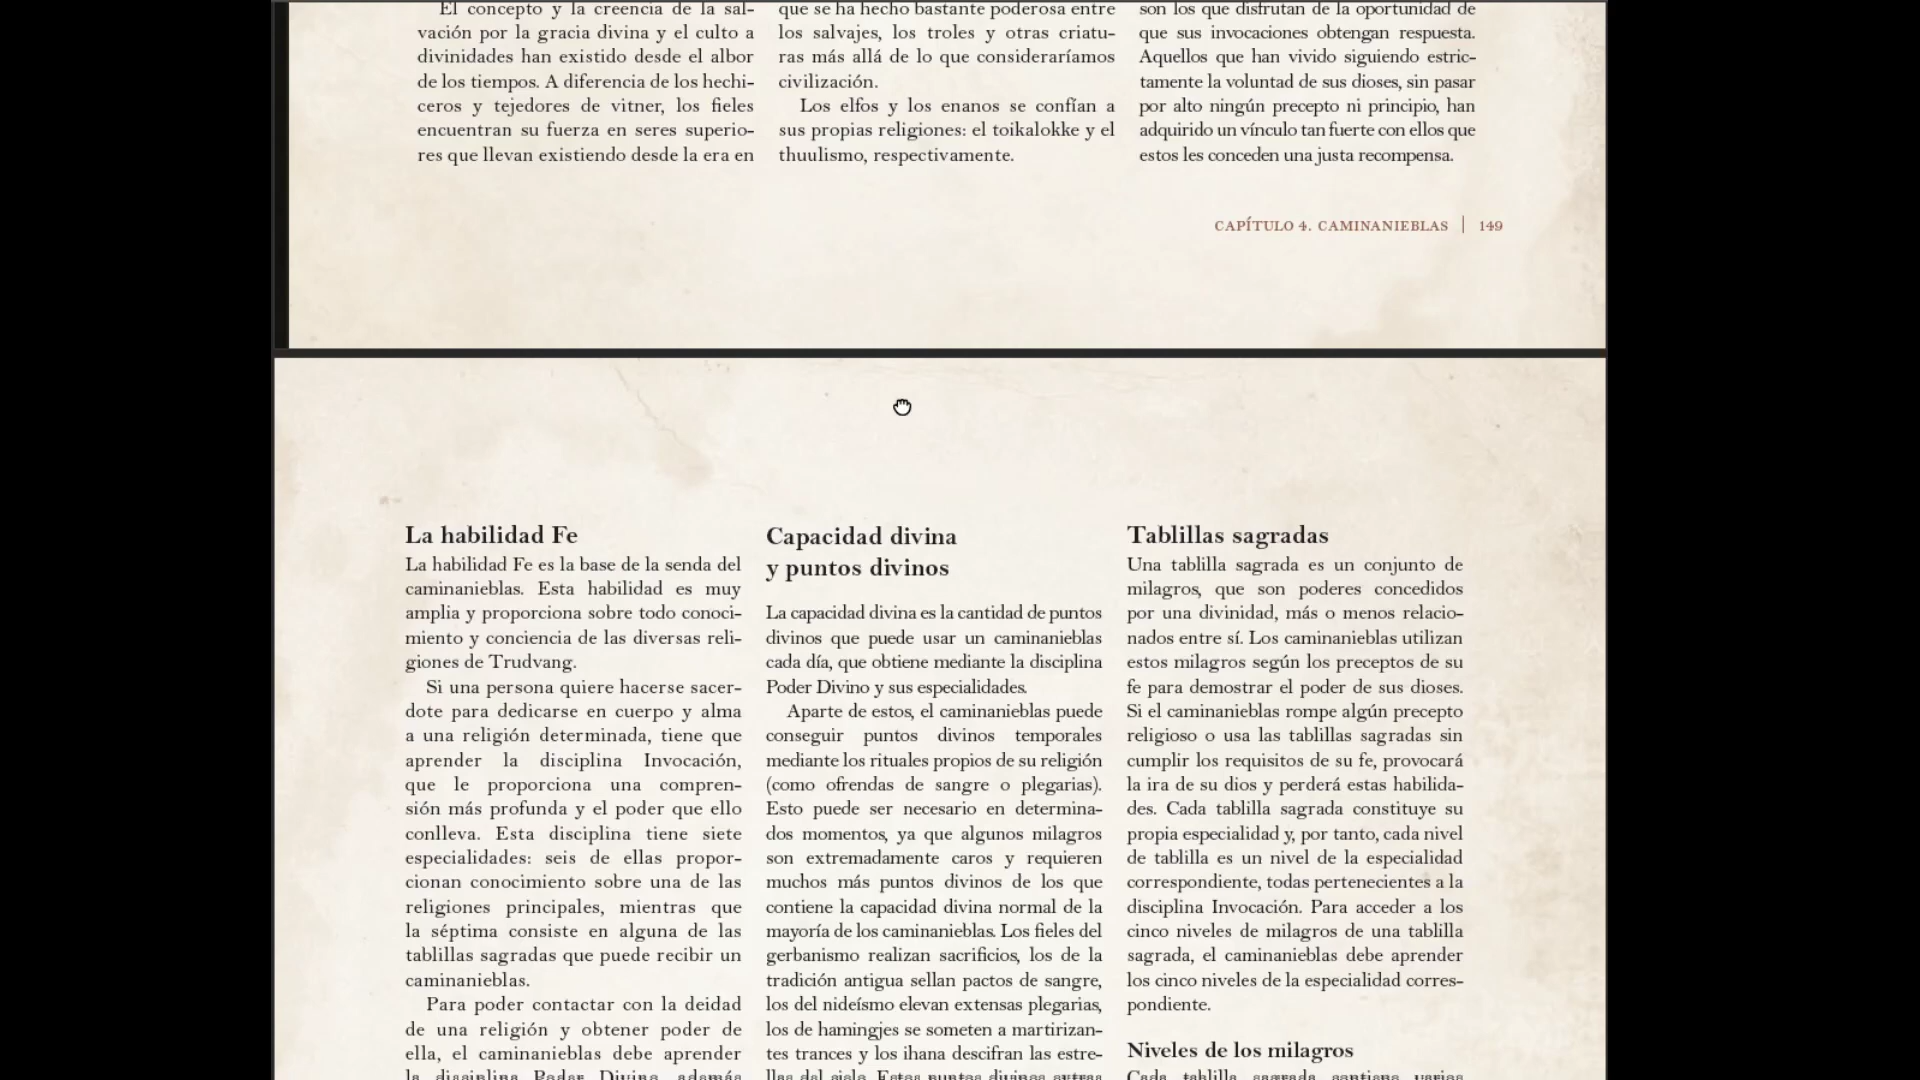 El concepto y la creencia de la sal-
vación por la gracia divina y el culto a
divinidades han existido desde el albor
de los tiempos. A diferencia de los hechi-
ceros y tejedores de vitner, los fieles
encuentran su fuerza en seres superio-
res que llevan existiendo desde la era en
que se ha hecho bastante poderosa entre
los salvajes, los troles y otras criatu-
ras más allá de lo que consideraríamos
civilización.
Los elfos y los enanos se confían a
sus propias religiones: el toikalokke y el
thuulismo, respectivamente.
son los que disfrutan de la oportunidad de
que sus invocaciones obtengan respuesta.
Aquellos que han vivido siguiendo estric-
tamente la voluntad de sus dioses, sin pasar
por alto ningún precepto ni principio, han
adquirido un vínculo tan fuerte con ellos que
estos les conceden una justa recompensa.
CAPÍTULO 4. CAMINANIEBLAS | 149
La habilidad Fe
La habilidad Fe es la base de la senda del
caminanieblas. Esta habilidad es muy
amplia y proporciona sobre todo conoci-
miento y conciencia de las diversas reli-
giones de Trudvang.
Si una persona quiere hacerse sacer-
dote para dedicarse en cuerpo y alma
a una religión determinada, tiene que
aprender la disciplina Invocación,
que le proporciona una compren-
sión más profunda y el poder que ello
conlleva. Esta disciplina tiene siete
especialidades: seis de ellas propor-
cionan conocimiento sobre una de las
religiones principales, mientras que
la séptima consiste en alguna de las
tablillas sagradas que puede recibir un
caminanieblas.
Para poder contactar con la deidad
de una religión y obtener poder de
ella, el caminanieblas debe aprender
la disciplina Poder Divino, además
Capacidad divina
y puntos divinos
La capacidad divina es la cantidad de puntos
divinos que puede usar un caminanieblas
cada día, que obtiene mediante la disciplina
Poder Divino y sus especialidades.
Aparte de estos, el caminanieblas puede
conseguir puntos divinos temporales
mediante los rituales propios de su religión
(como ofrendas de sangre o plegarias).
Esto puede ser necesario en determina-
dos momentos, ya que algunos milagros
son extremadamente caros y requieren
muchos más puntos divinos de los que
contiene la capacidad divina normal de la
mayoría de los caminanieblas. Los fieles del
gerbanismo realizan sacrificios, los de la
tradición antigua sellan pactos de sangre,
los del nideísmo elevan extensas plegarias,
los de hamingjes se someten a martirizan-
tes trances y los ihana descifran las estre-
llas del cielo. Estos puntos divinos extras
Tablillas sagradas
Una tablilla sagrada es un conjunto de
milagros, que son poderes concedidos
por una divinidad, más o menos relacio-
nados entre sí. Los caminanieblas utilizan
estos milagros según los preceptos de su
fe para demostrar el poder de sus dioses.
Si el caminanieblas rompe algún precepto
religioso o usa las tablillas sagradas sin
cumplir los requisitos de su fe, provocará
la ira de su dios y perderá estas habilida-
des. Cada tablilla sagrada constituye su
propia especialidad y, por tanto, cada nivel
de tablilla es un nivel de la especialidad
correspondiente, todas pertenecientes a la
disciplina Invocación. Para acceder a los
cinco niveles de milagros de una tablilla
sagrada, el caminanieblas debe aprender
los cinco niveles de la especialidad corres-
pondiente.
Niveles de los milagros
Cada tablilla sagrada contiene varios